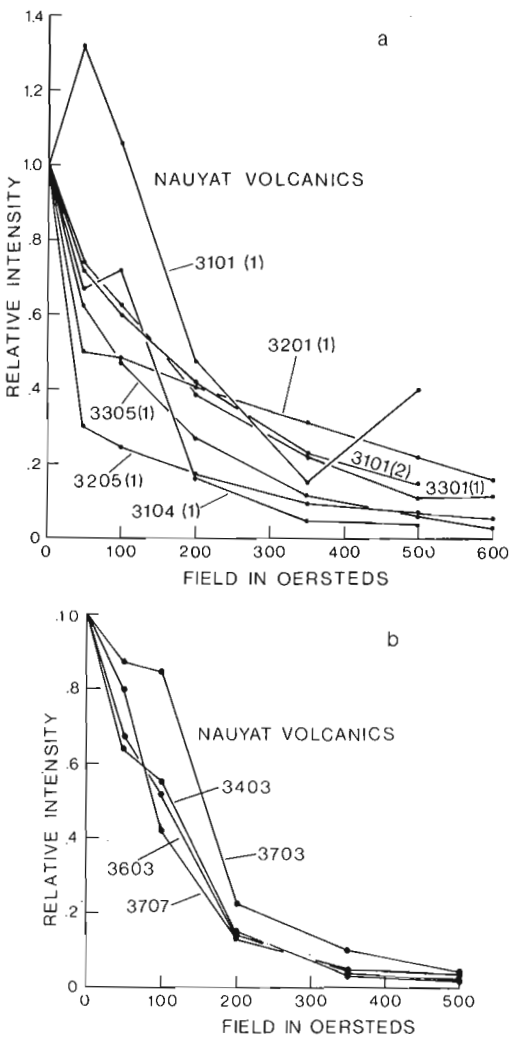 a
1.4
1.2
1.0
.8
.6
.4
.2
0
RELATIVE INTENSITY
NAUYAT VOLCANICS
3101 (1)
3201 (1)
3305(1)
3101(2)
3205(1)
3301(1)
3104 (1)
0 100 200 300 400 500 600
FIELD IN OERSTEDS
b
.10
.8
.6
.4
.2
0
RELATIVE INTENSITY
NAUYAT VOLCANICS
3403
3703
3603
3707
0 100 200 300 400 500
FIELD IN OERSTEDS